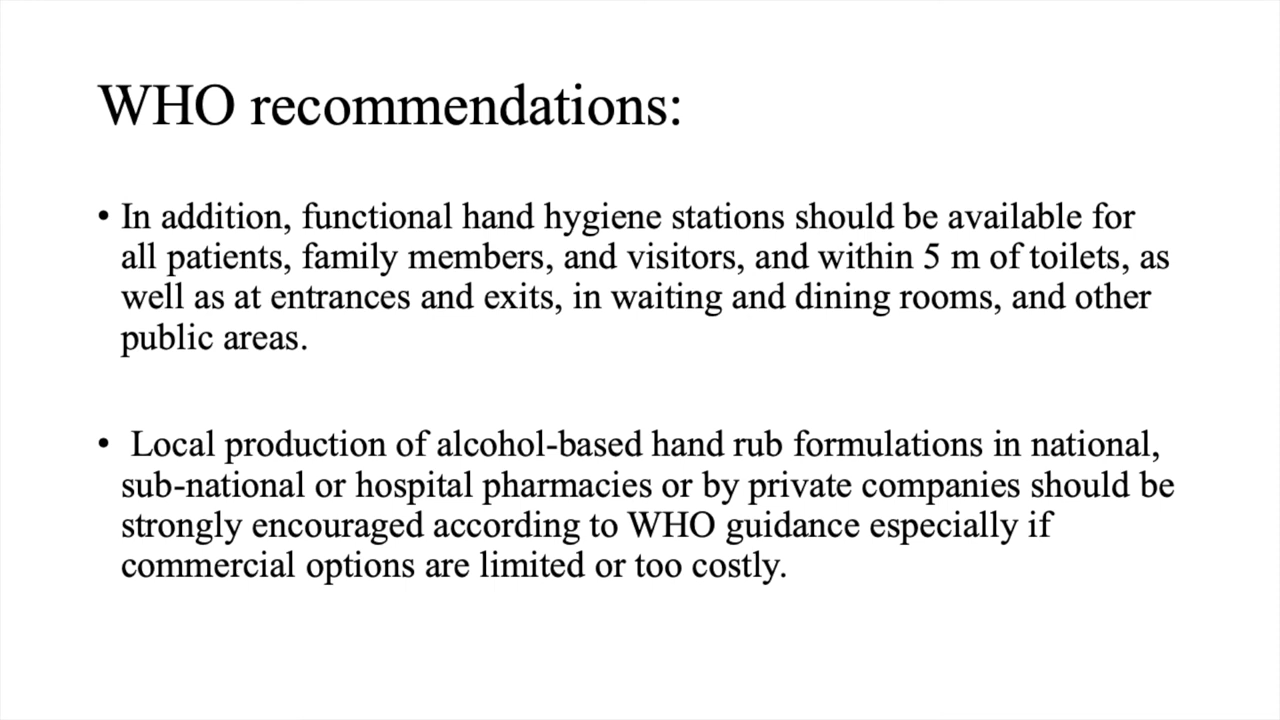 WHO recommendations:
• In addition, functional hand hygiene stations should be available for
all patients, family members, and visitors, and within 5 m of toilets, as
well as at entrances and exits, in waiting and dining rooms, and other
public areas.
• Local production of alcohol-based hand rub formulations in national,
sub-national or hospital pharmacies or by private companies should be
strongly encouraged according to WHO guidance especially if
commercial options are limited or too costly.